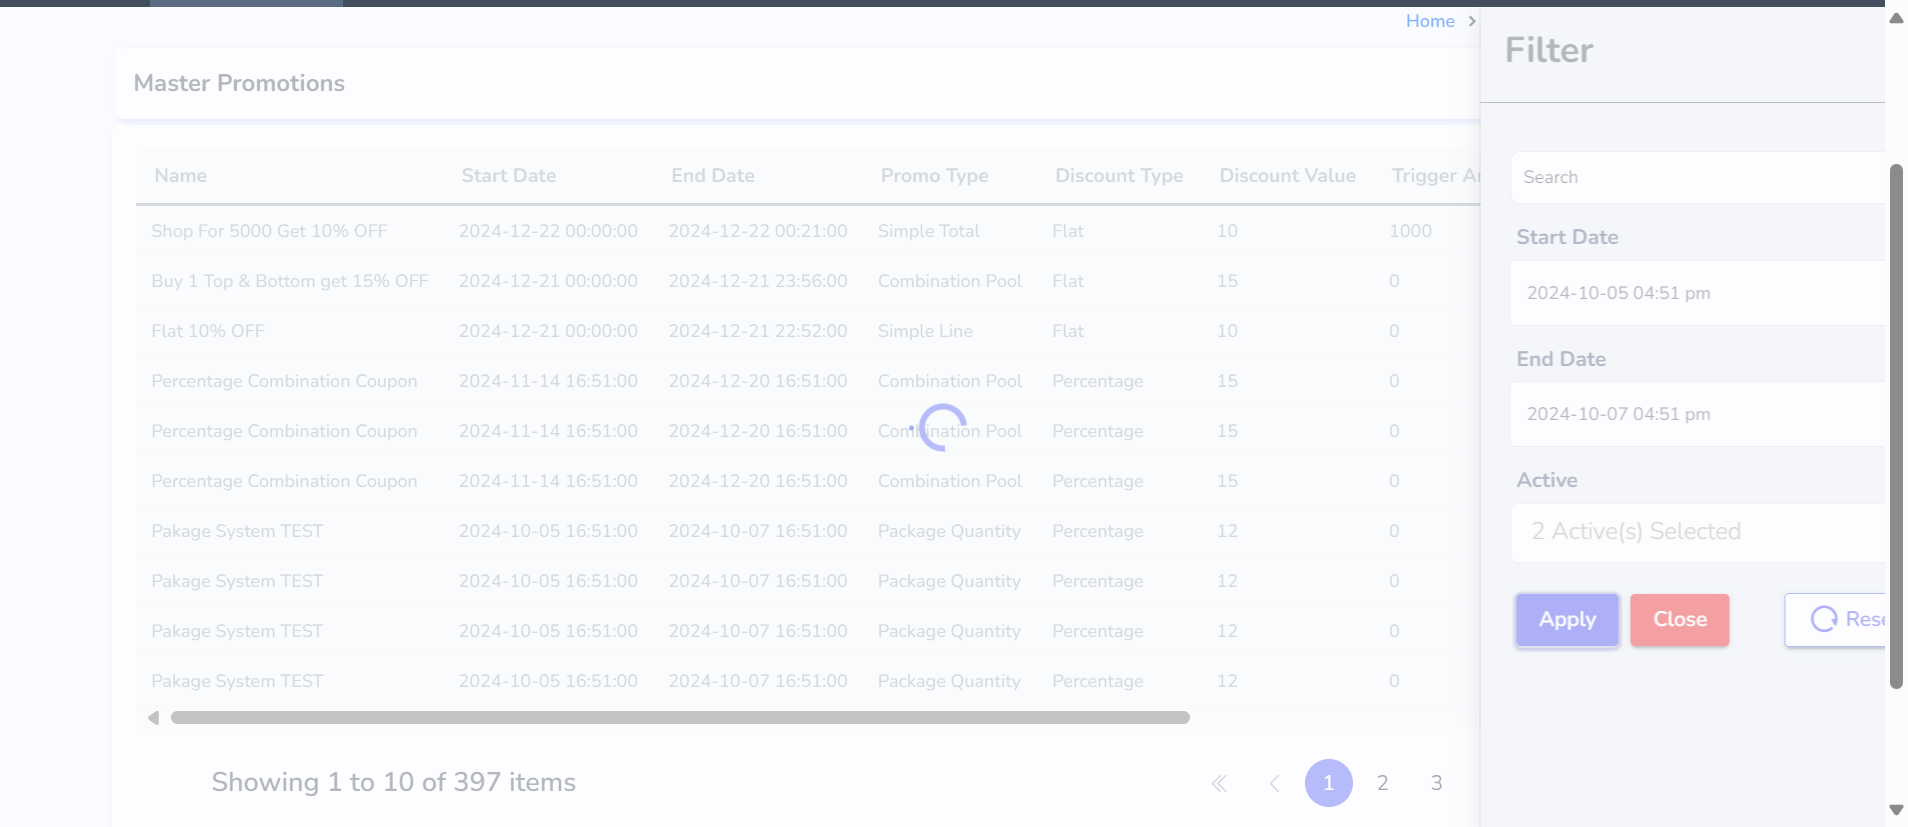 Home >
Filter
Master Promotions
Name Start Date End Date Promo Type Discount Type Discount Value Trigger
Shop For 5000 Get 10% OFF 2024-12-22 00:00:00 2024-12-22 00:21:00 Simple Total Flat 10 1000
Buy 1 Top & Bottom get 15% OFF 2024-12-21 00:00:00 2024-12-21 23:56:00 Combination Pool Flat 15 0
Flat 10% OFF 2024-12-21 00:00:00 2024-12-21 22:52:00 Simple Line Flat 10 0
Percentage Combination Coupon 2024-11-14 16:51:00 2024-12-20 16:51:00 Combination Pool Percentage 15 0
Percentage Combination Coupon 2024-11-14 16:51:00 2024-12-20 16:51:00 Combination Pool Percentage 15 0
Percentage Combination Coupon 2024-11-14 16:51:00 2024-12-20 16:51:00 Combination Pool Percentage 15 0
Pakage System TEST 2024-10-05 16:51:00 2024-10-07 16:51:00 Package Quantity Percentage 12 0
Pakage System TEST 2024-10-05 16:51:00 2024-10-07 16:51:00 Package Quantity Percentage 12 0
Pakage System TEST 2024-10-05 16:51:00 2024-10-07 16:51:00 Package Quantity Percentage 12 0
Pakage System TEST 2024-10-05 16:51:00 2024-10-07 16:51:00 Package Quantity Percentage 12 0
Showing 1 to 10 of 397 items
« < 1 2 3
Search
Start Date
2024-10-05 04:51 pm
End Date
2024-10-07 04:51 pm
Active
2 Active(s) Selected
Apply Close Rese